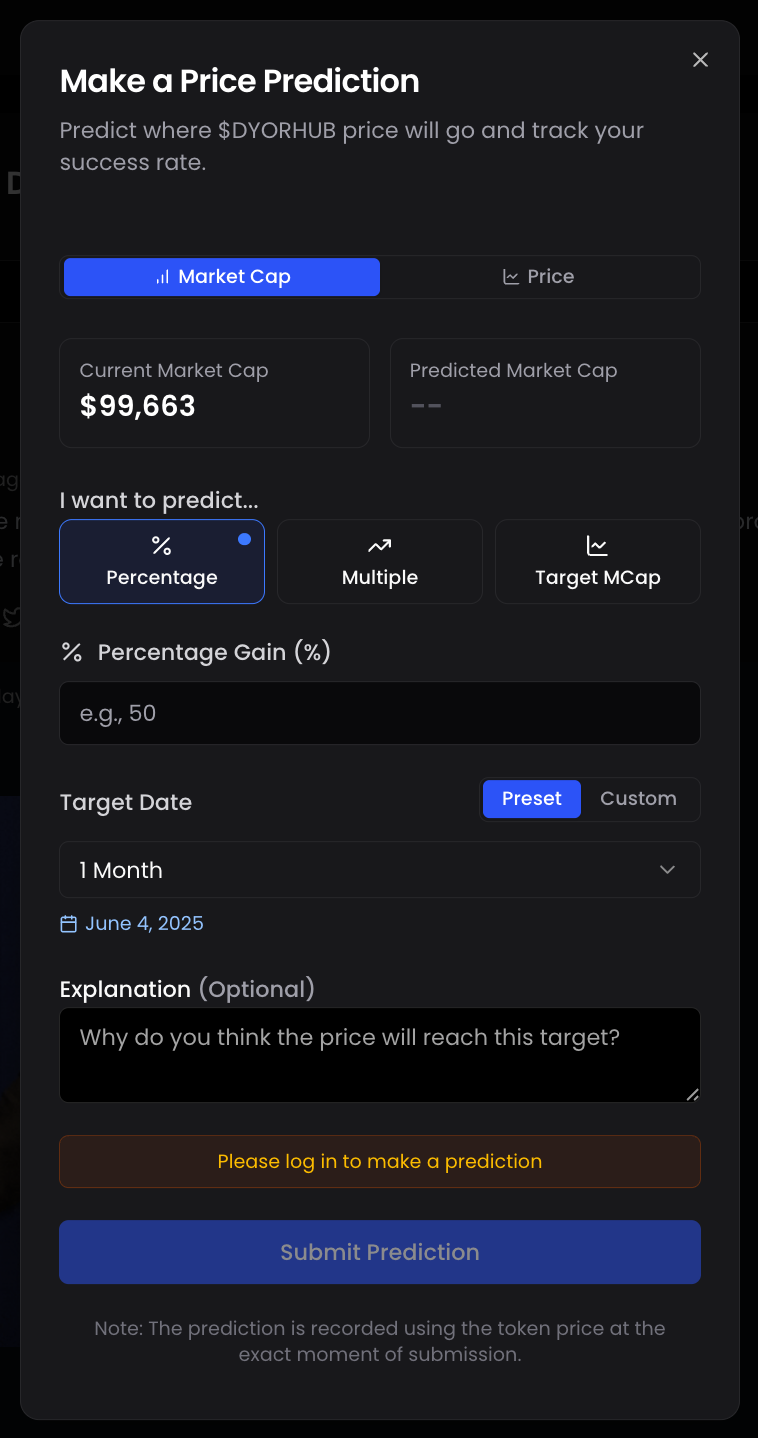 Make a Price Prediction
Predict where $DYORHUB price will go and track your
success rate.
Market Cap
Price
Current Market Cap
$99,663
Predicted Market Cap
--
I want to predict...
Percentage
Multiple
Target MCap
% Percentage Gain (%)
e.g., 50
Target Date
Preset
Custom
1 Month
June 4, 2025
Explanation (Optional)
Why do you think the price will reach this target?
Please log in to make a prediction
Submit Prediction
Note: The prediction is recorded using the token price at the
exact moment of submission.